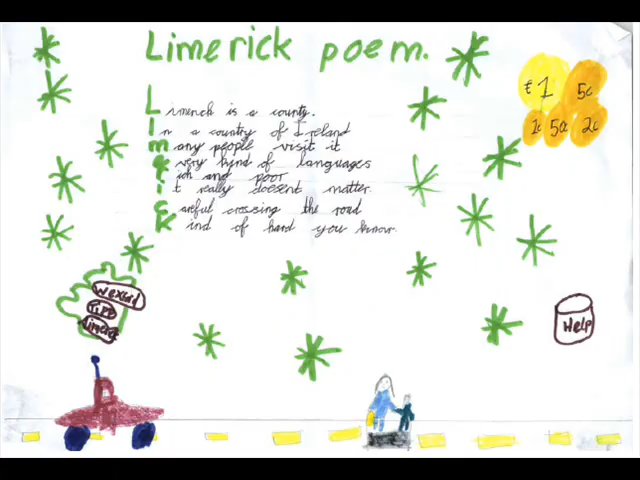 Limerick poem.
Limerick is a county.
In a country of Ireland
Many people visit it
Every kind of languages
Rich and poor
It really doesent matter.
Careful crossing the road
Kind of hard you know.
€1
5c
1c 50c 2c
Wexford
Tipp
Limerick
Help